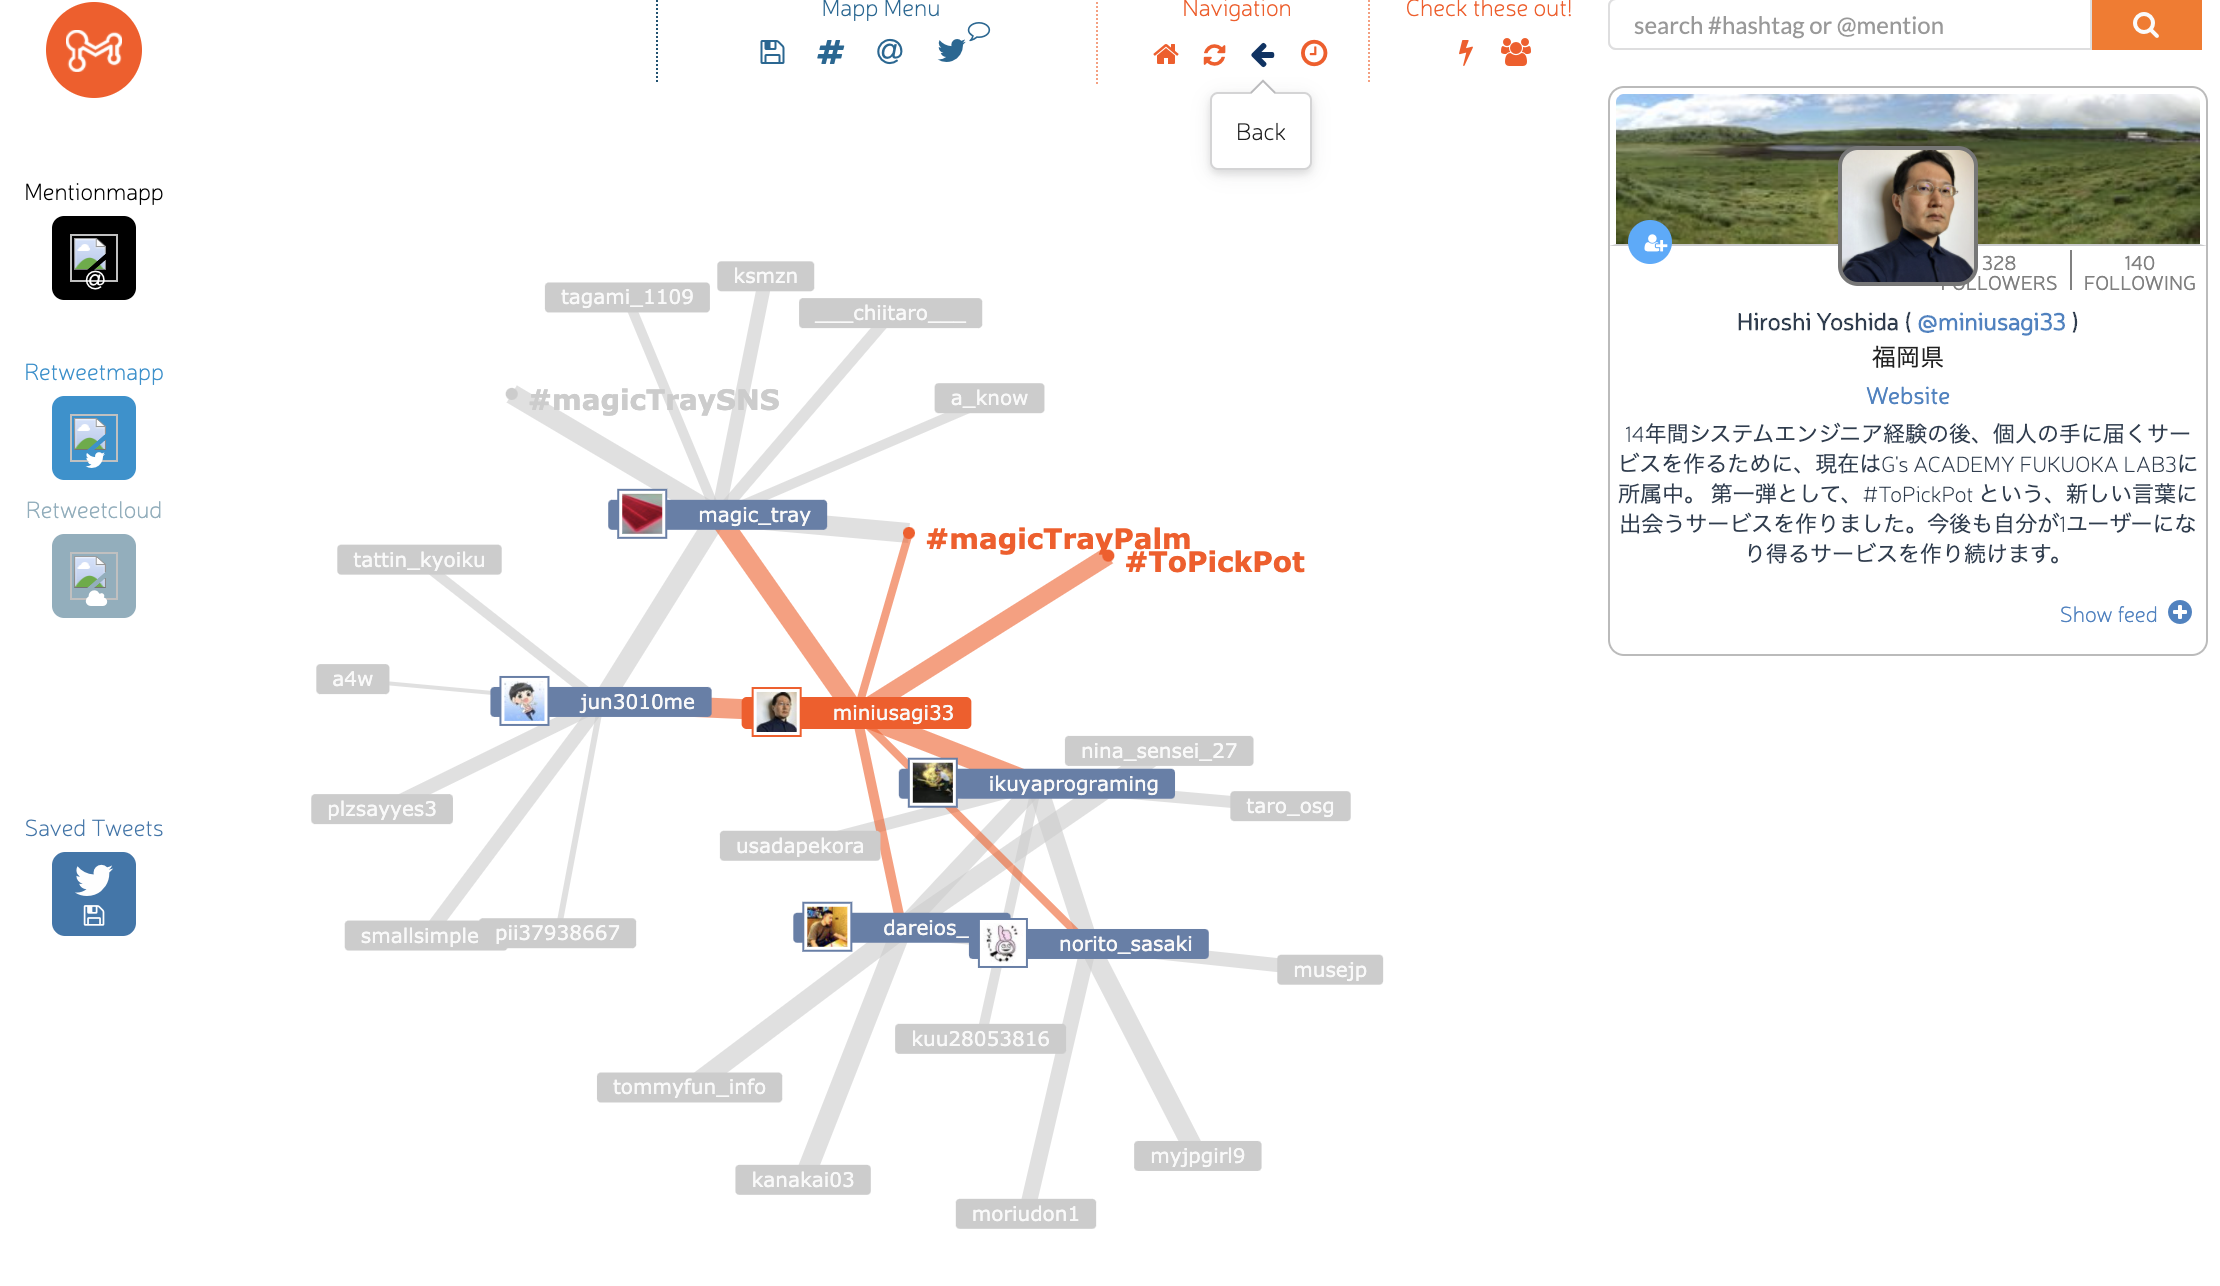 Mapp Menu
Navigation
Check these out!
search #hashtag or @mention
Back
Mentionmapp
@
Retweetmapp
Retweetcloud
Saved Tweets
ksmzn
tagami_1109
____chiitaro____
a_know
#magicTraySNS
magic_tray
#magicTrayPalm
#ToPickPot
tattin_kyoiku
a4w
jun3010me
miniusagi33
nina_sensei_27
ikuyaprograming
taro_osg
plzsayyes3
usadapekora
smallsimple
pii37938667
dareios_
norito_sasaki
musejp
kuu28053816
tommyfun_info
myjpgirl9
kanakai03
moriudon1
328
FOLLOWERS
140
FOLLOWING
Hiroshi Yoshida ( @miniusagi33 )
福岡県
Website
14年間システムエンジニア経験の後、個人の手に届くサー
ビスを作るために、現在はG's ACADEMY FUKUOKA LAB3に
所属中。 第一弾として、#ToPickPot という、新しい言葉に
出会うサービスを作りました。今後も自分が1ユーザーにな
り得るサービスを作り続けます。
Show feed